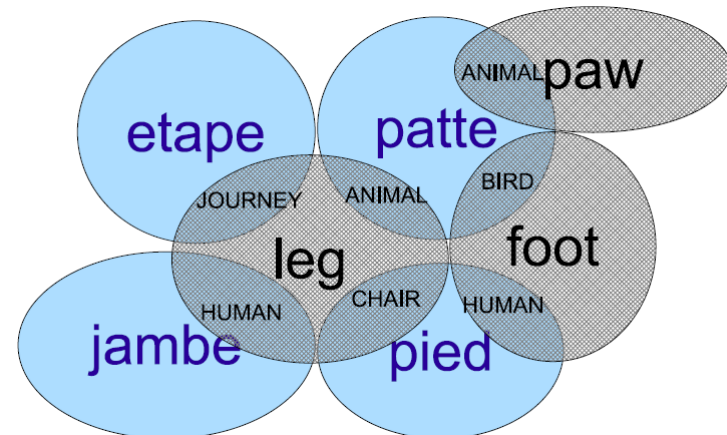 ANIMAL paw
etape
patte
JOURNEY
ANIMAL
BIRD
leg
foot
HUMAN
CHAIR
HUMAN
jambe
pied